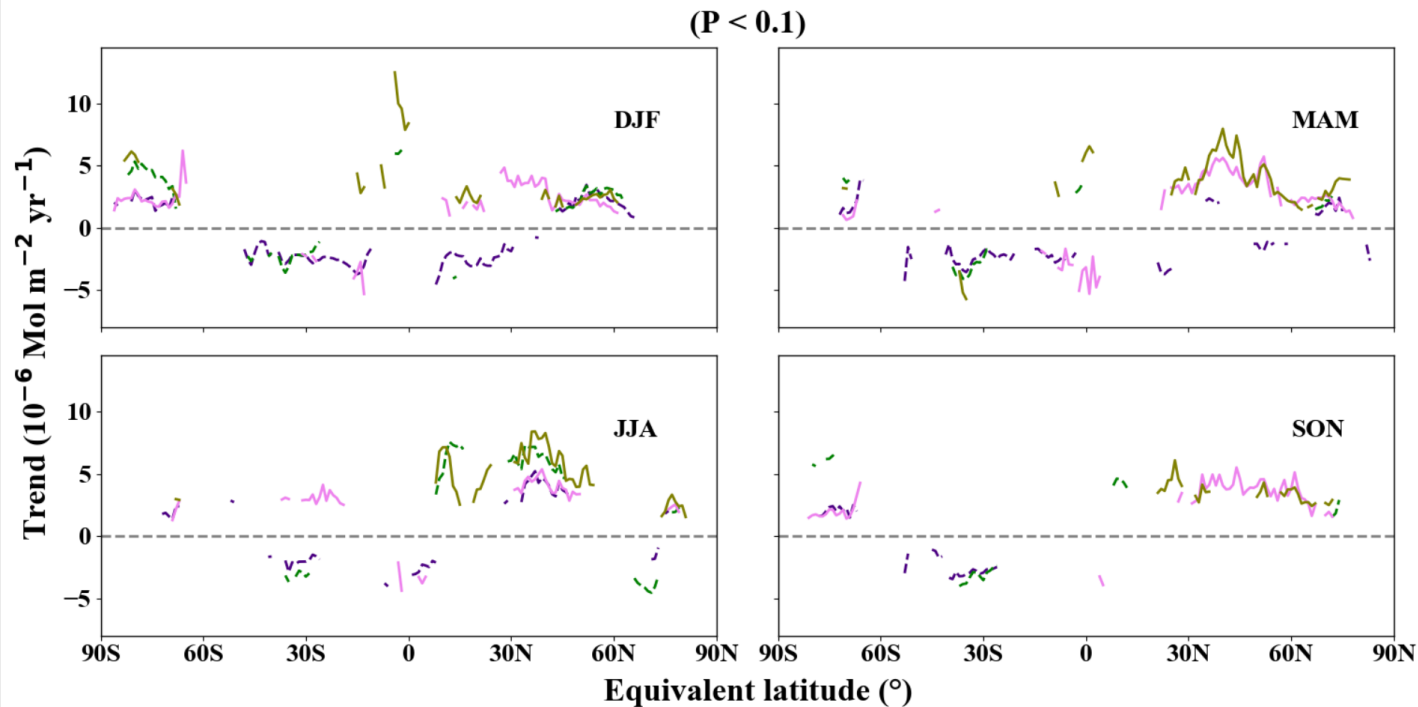 (P < 0.1)
Trend (10⁻⁶ Mol m⁻² yr⁻¹)
10
5
0
−5
DJF
MAM
10
5
0
−5
JJA
SON
90S 60S 30S 0 30N 60N 90N
90S 60S 30S 0 30N 60N 90N
Equivalent latitude (°)